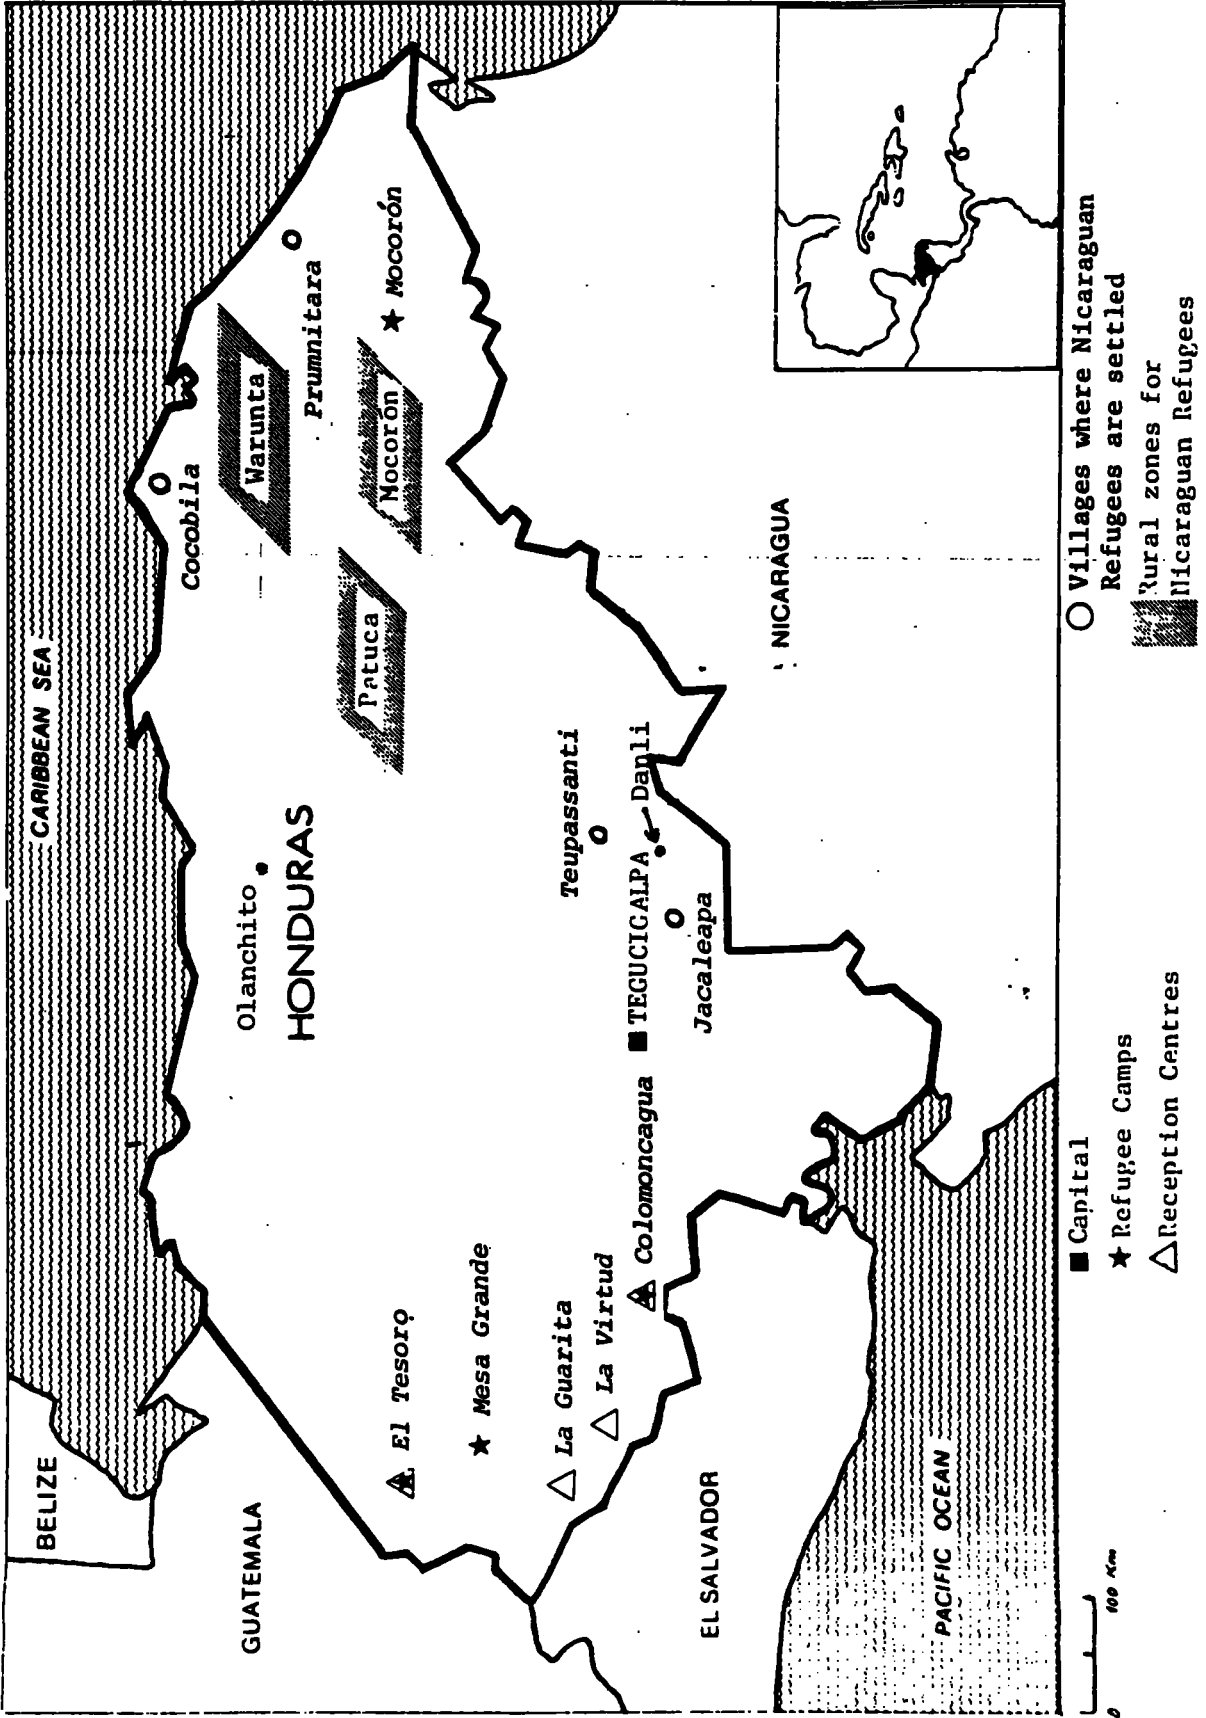 BELIZE
CARIBBEAN SEA
GUATEMALA
Olanchito
HONDURAS
Cocobila
Warunta
Prumnitara
Patuca
Mocorón
Mocorón
El Tesoro
Mesa Grande
La Guarita
La Virtud
Colomoncagua
TEGUCIGALPA
Danli
Teupassanti
Jacaleapa
EL SALVADOR
NICARAGUA
PACIFIC OCEAN
0 100 Km
Capital
Refugee Camps
Reception Centres
Villages where Nicaraguan
Refugees are settled
Rural zones for
Nicaraguan Refugees